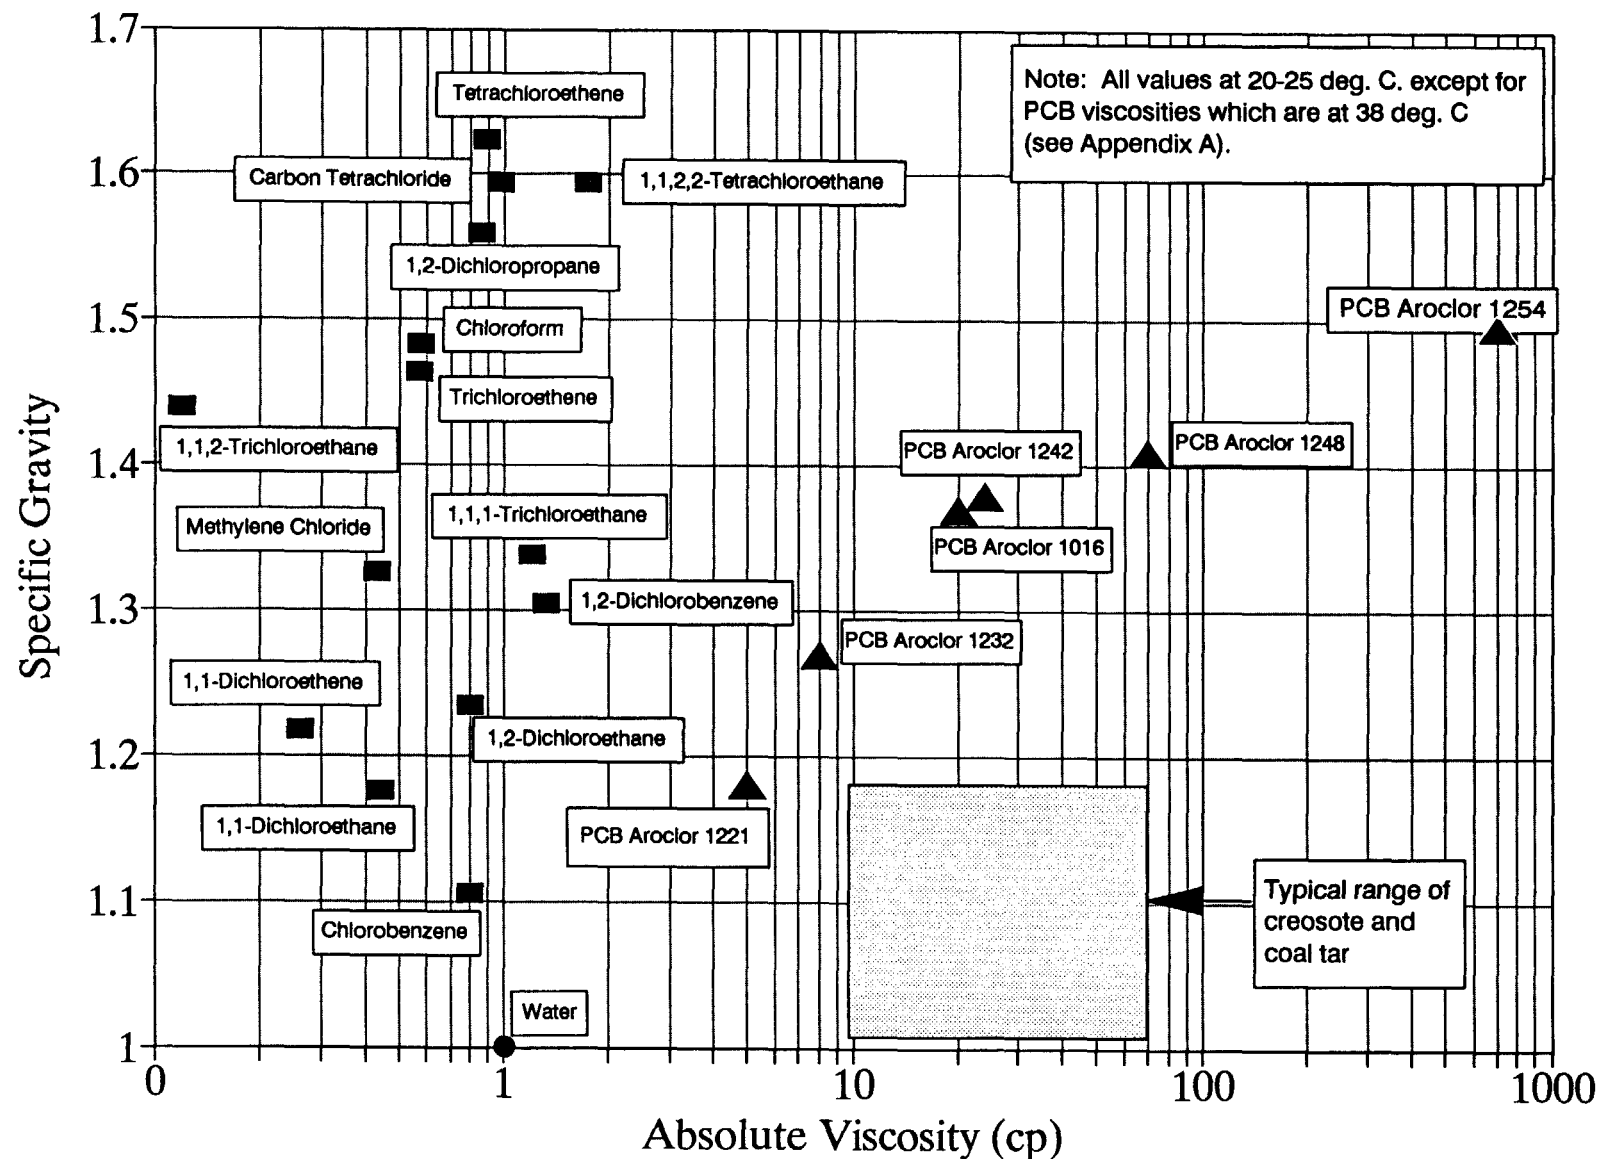 1.7
Tetrachloroethene
Note: All values at 20-25 deg. C. except for
PCB viscosities which are at 38 deg. C
(see Appendix A).
1.6
Carbon Tetrachloride
1,1,2,2-Tetrachloroethane
1,2-Dichloropropane
1.5
Chloroform
PCB Aroclor 1254
Trichloroethene
1,1,2-Trichloroethane
PCB Aroclor 1242
PCB Aroclor 1248
1.4
Methylene Chloride
1,1,1-Trichloroethane
PCB Aroclor 1016
1.3
1,2-Dichlorobenzene
PCB Aroclor 1232
1,1-Dichloroethene
1,2-Dichloroethane
1.2
1,1-Dichloroethane
PCB Aroclor 1221
1.1
Typical range of
creosote and
coal tar
Chlorobenzene
Water
1
Specific Gravity
0
1
10
100
1000
Absolute Viscosity (cp)